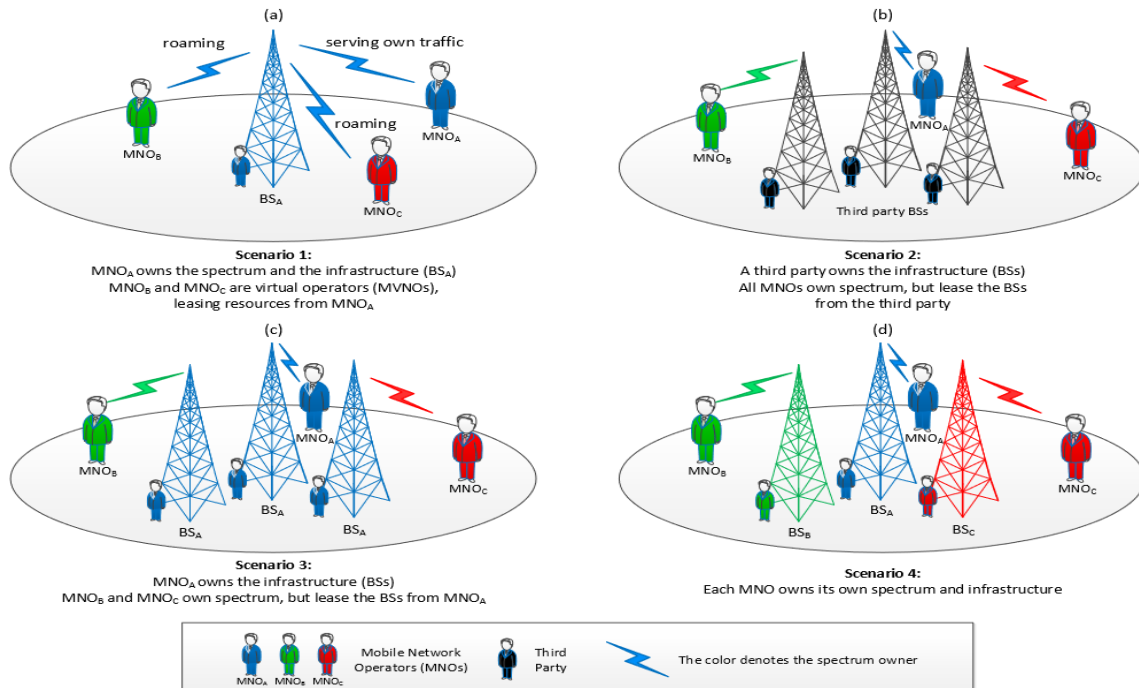 (a)
roaming
serving own traffic
roaming
MNOB
MNOA
MNOC
BSA
Scenario 1:
MNOA owns the spectrum and the infrastructure (BSA)
MNOB and MNOC are virtual operators (MVNOs),
leasing resources from MNOA
(b)
MNOB
MNOA
MNOC
Third party BSs
Scenario 2:
A third party owns the infrastructure (BSs)
All MNOs own spectrum, but lease the BSs
from the third party
(c)
MNOB
MNOA
MNOC
BSA
BSA
BSA
Scenario 3:
MNOA owns the infrastructure (BSs)
MNOB and MNOC own spectrum, but lease the BSs from MNOA
(d)
MNOB
MNOA
MNOC
BSB
BSA
BSC
Scenario 4:
Each MNO owns its own spectrum and infrastructure
MNOA MNOB MNOC
Mobile Network
Operators (MNOs)
Third
Party
The color denotes the spectrum owner